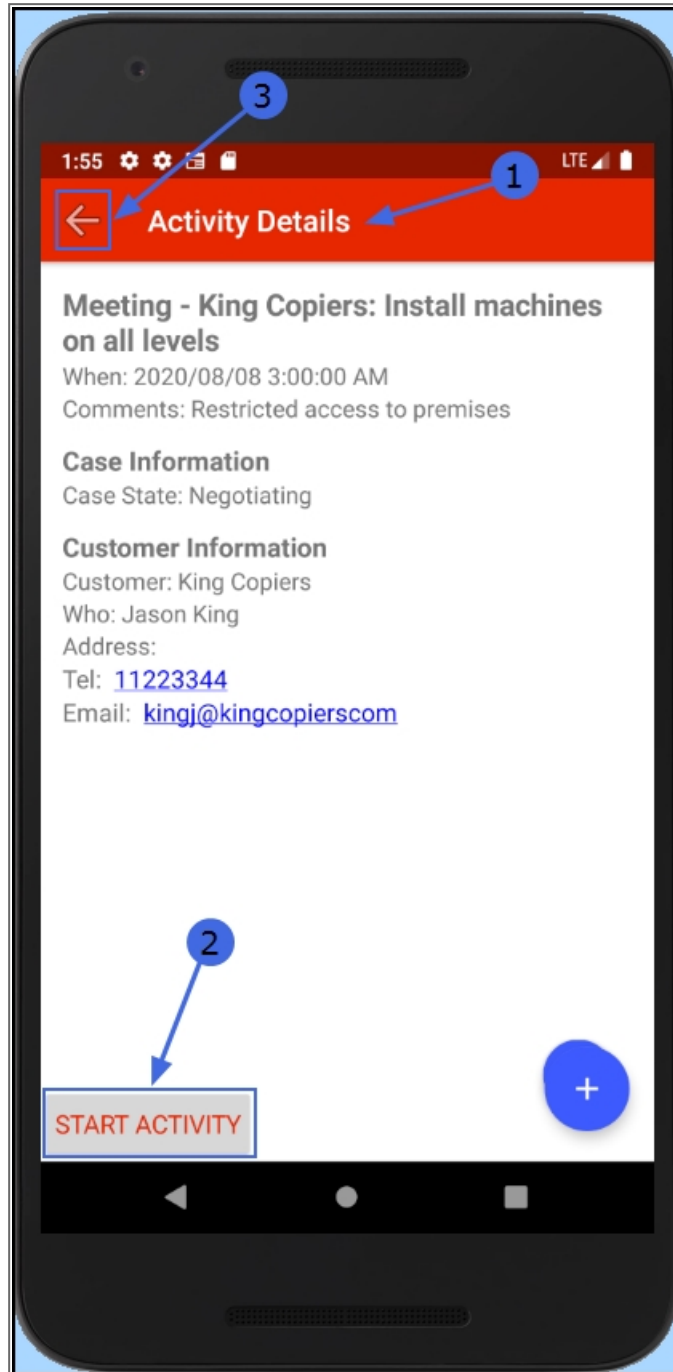 3
1:55 LTE
1
Activity Details
Meeting - King Copiers: Install machines
on all levels
When: 2020/08/08 3:00:00 AM
Comments: Restricted access to premises
Case Information
Case State: Negotiating
Customer Information
Customer: King Copiers
Who: Jason King
Address:
Tel: 11223344
Email: kingj@kingcopierscom
2
+
START ACTIVITY